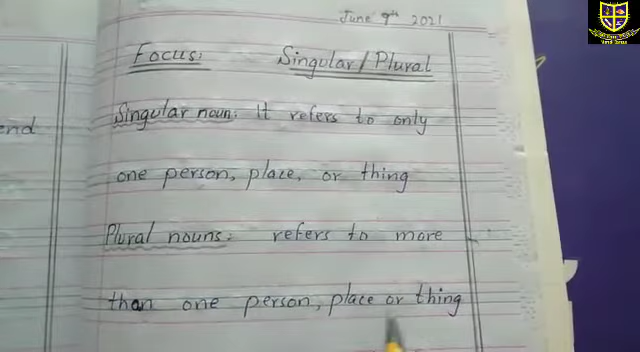 June 9th 2021
Focus: Singular/Plural
Singular noun: It refers to only
end
one person, place, or thing
Plural nouns: refers to more
than one person, place or thing